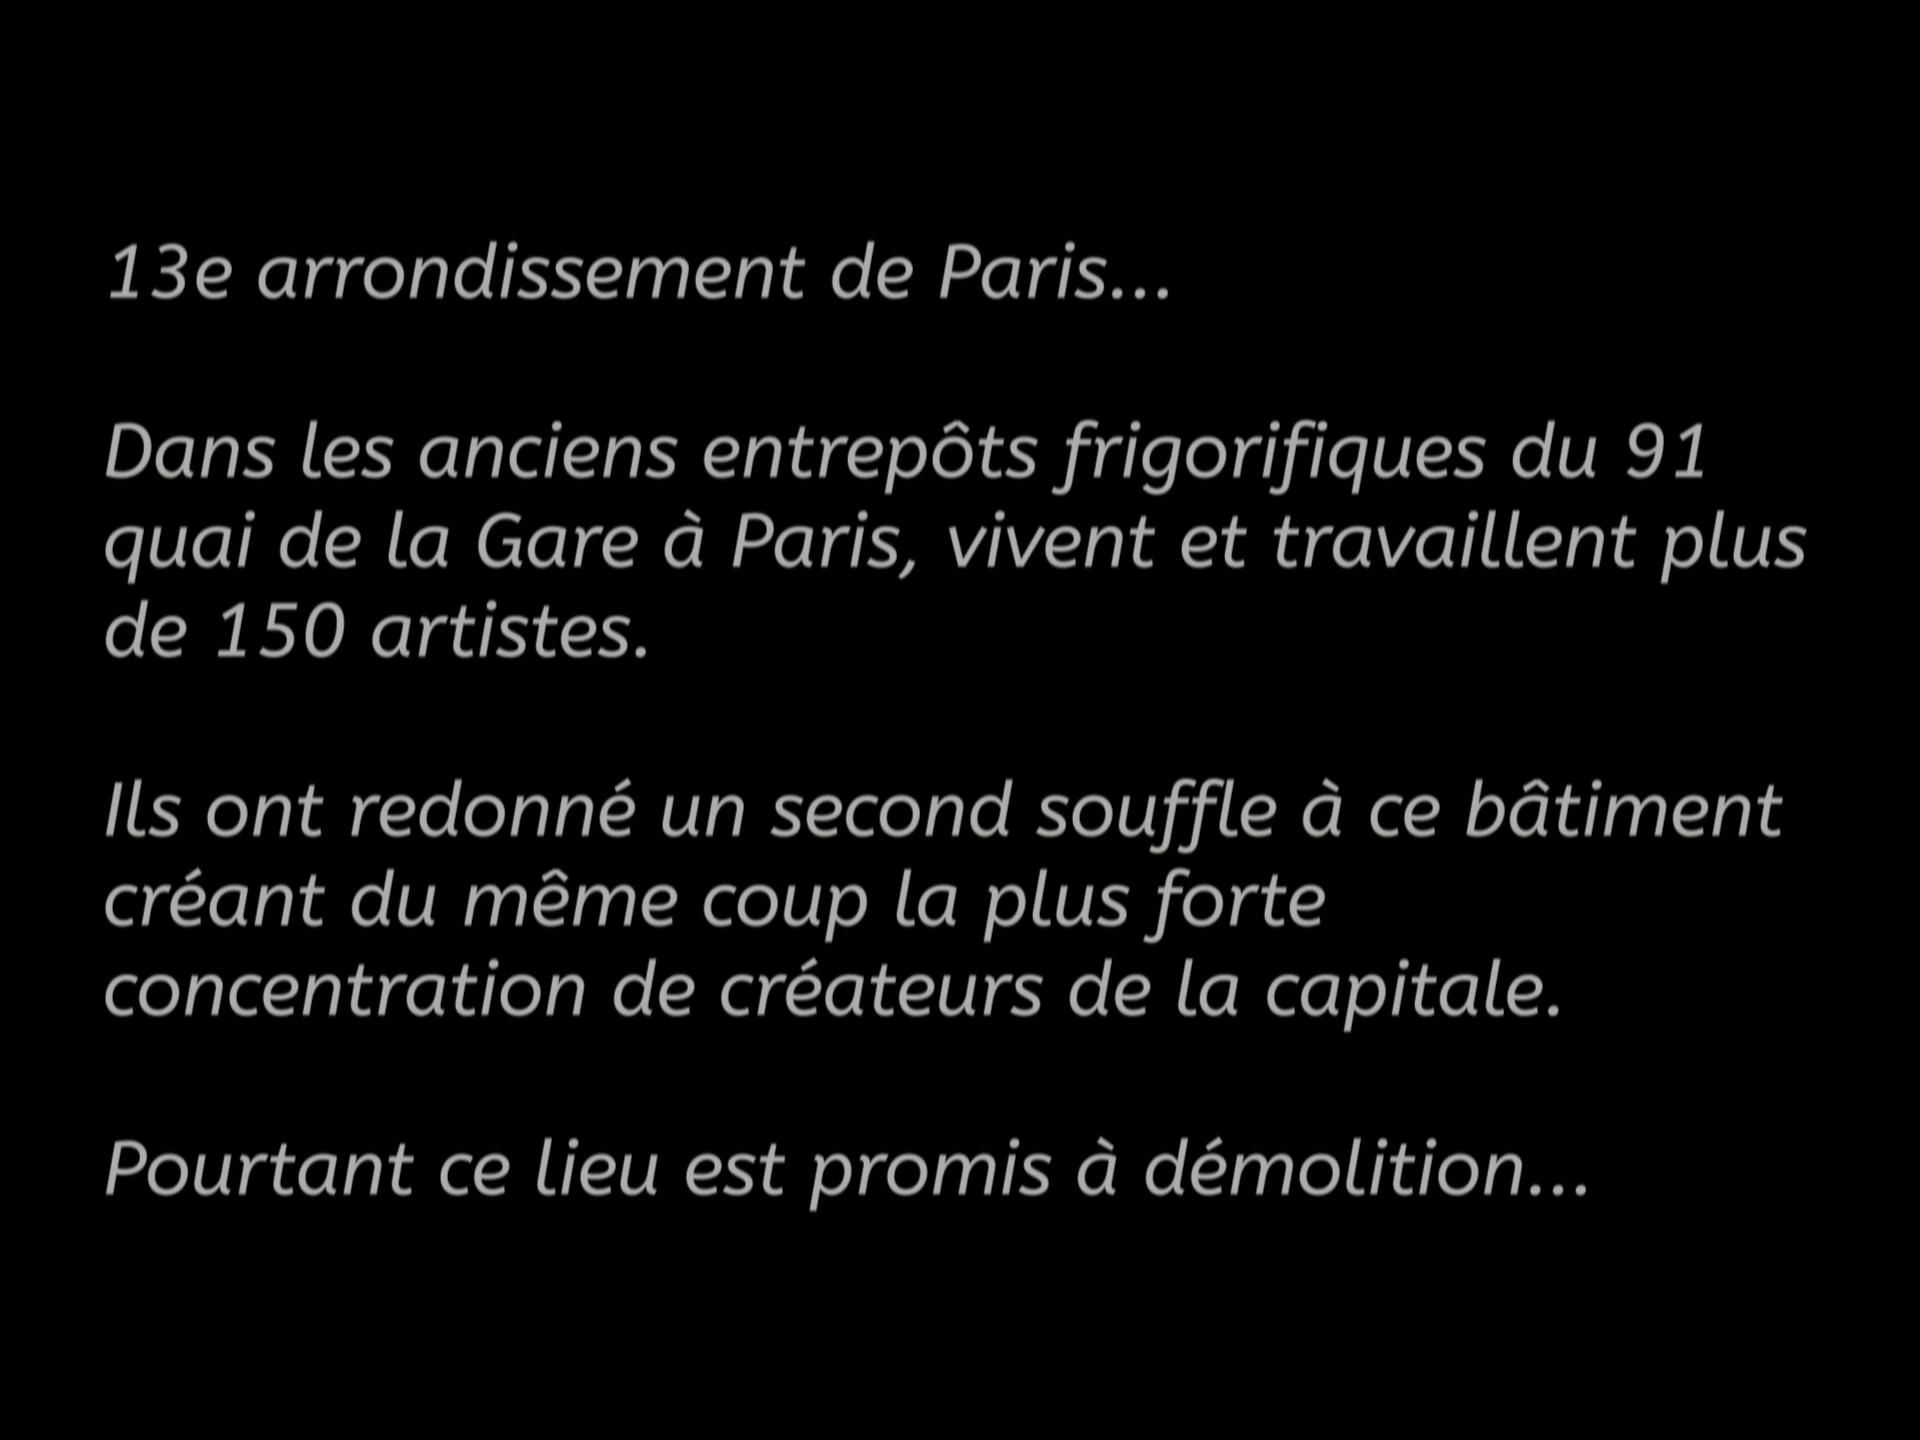 13e arrondissement de Paris...
Dans les anciens entrepôts frigorifiques du 91
quai de la Gare à Paris, vivent et travaillent plus
de 150 artistes.
Ils ont redonné un second souffle à ce bâtiment
créant du même coup la plus forte
concentration de créateurs de la capitale.
Pourtant ce lieu est promis à démolition...